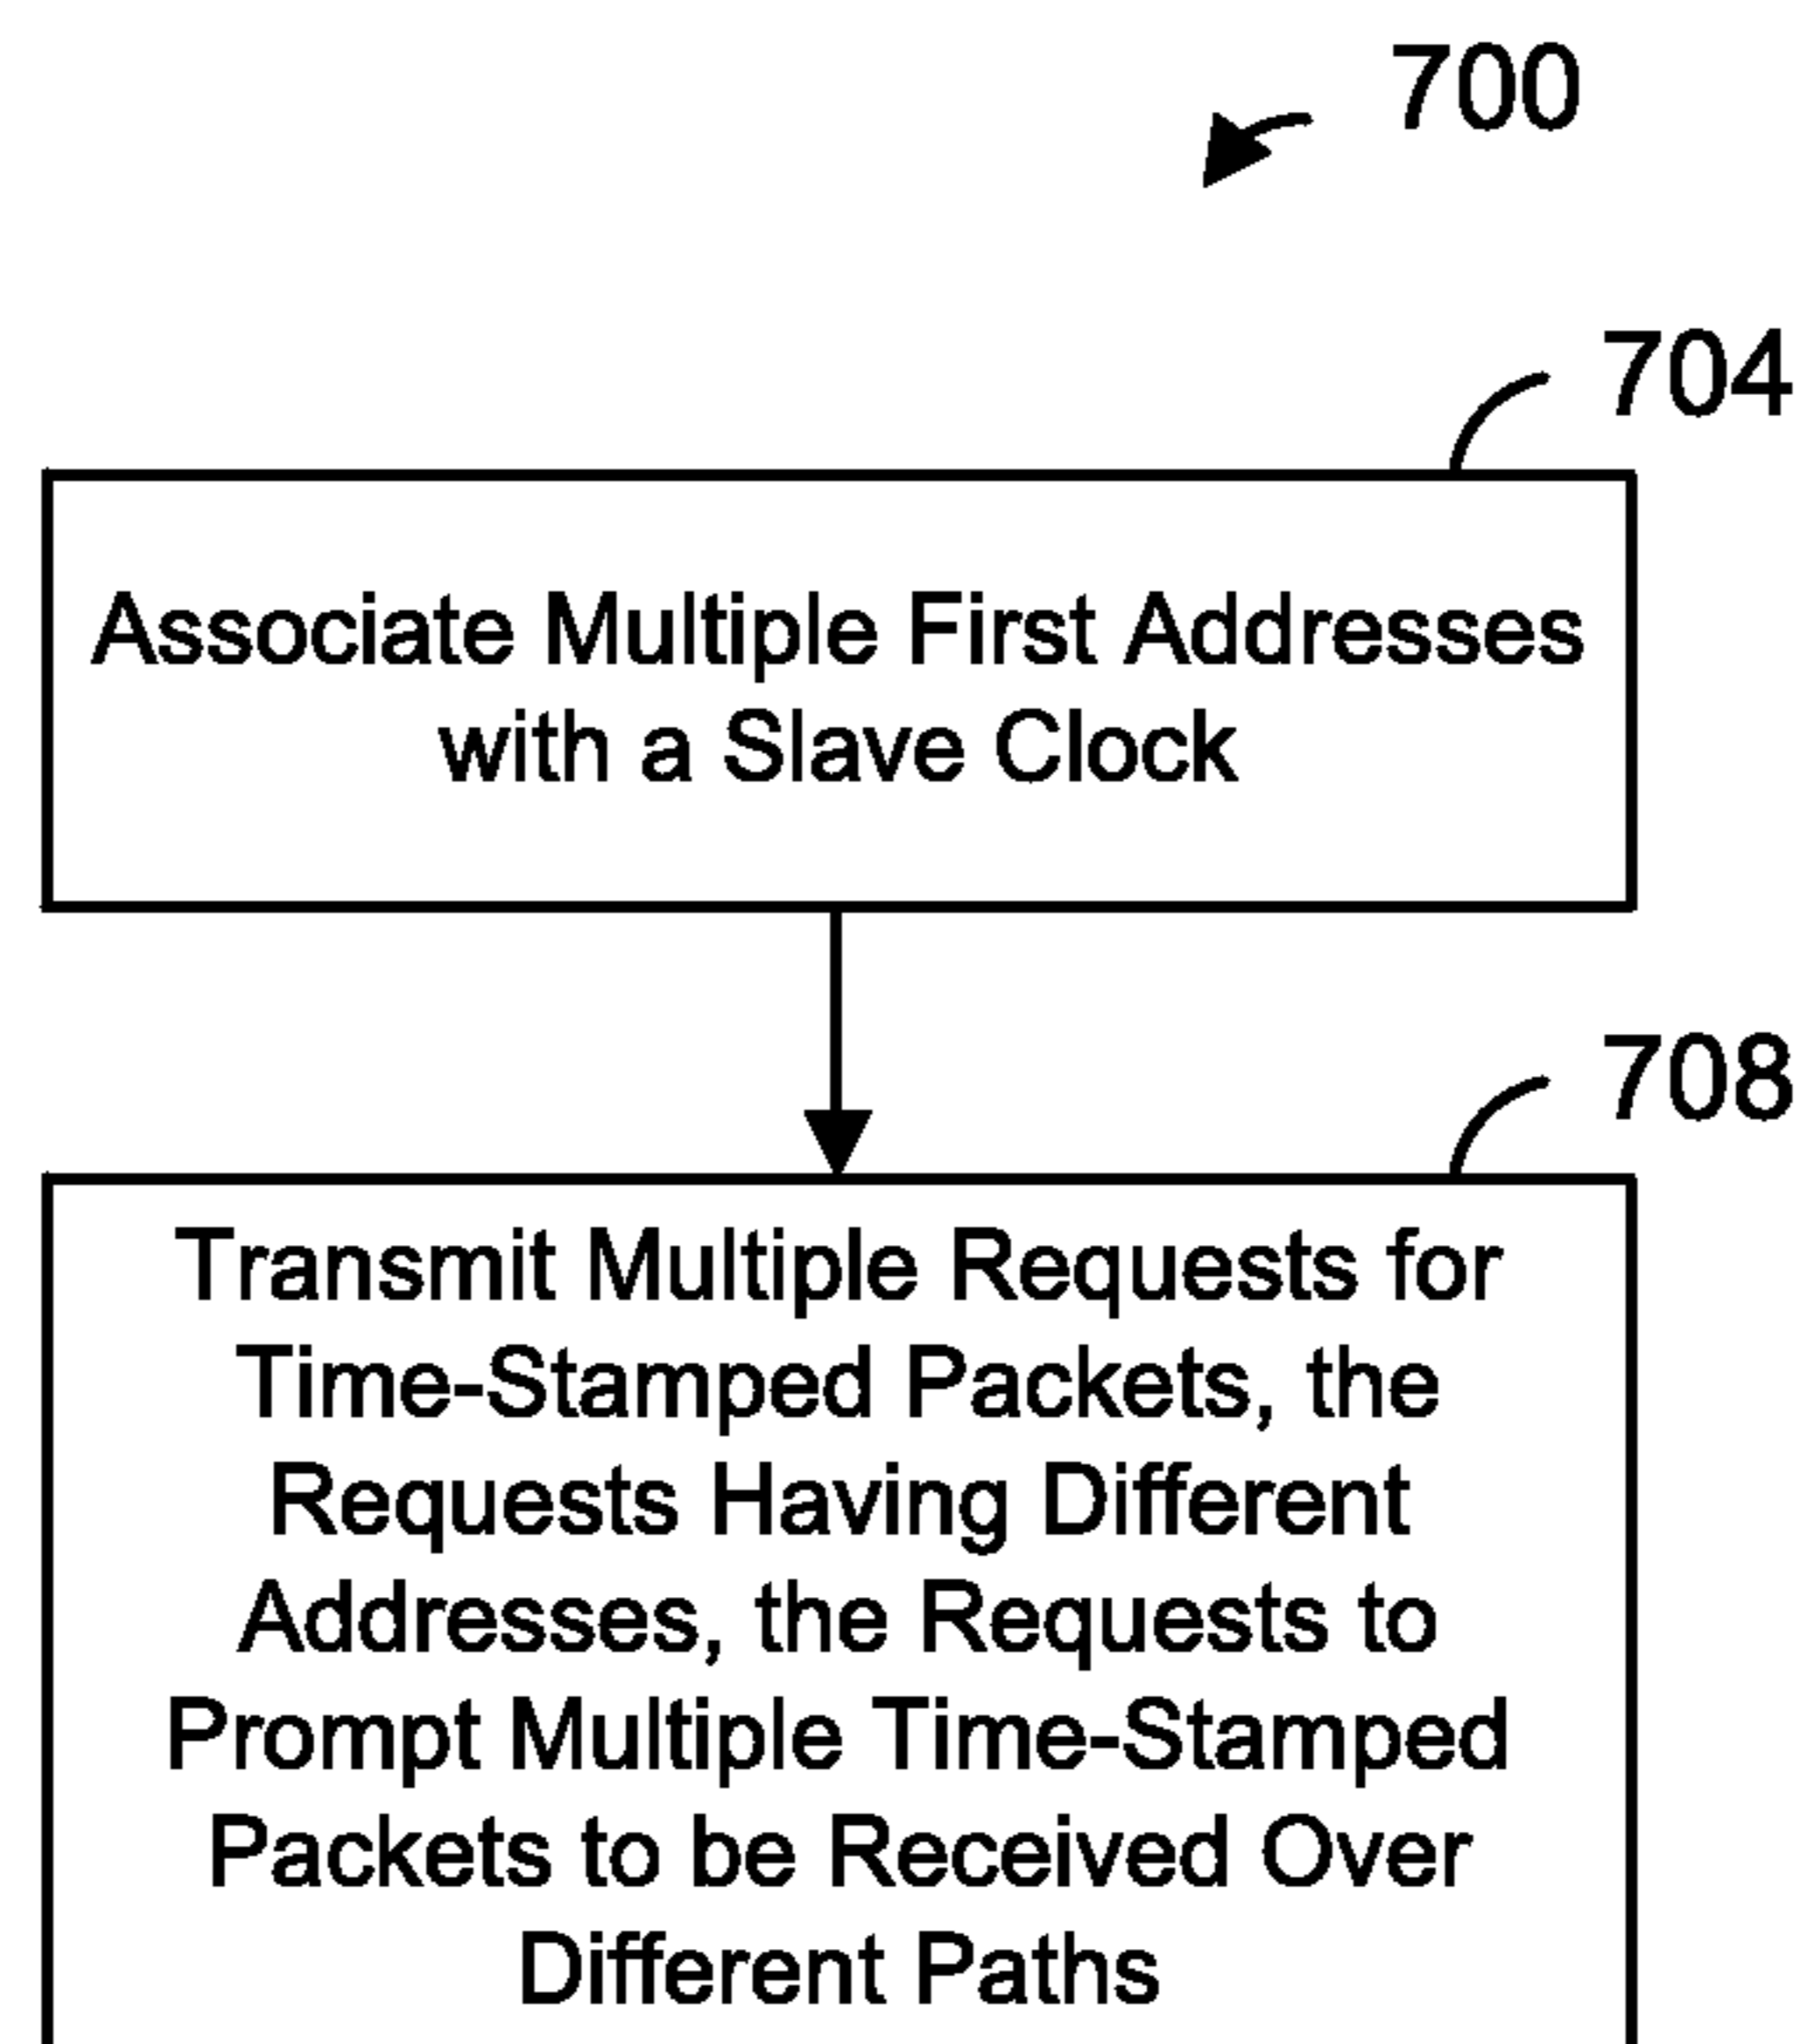 700
704
Associate Multiple First Addresses
with a Slave Clock
708
Transmit Multiple Requests for
Time-Stamped Packets, the
Requests Having Different
Addresses, the Requests to
Prompt Multiple Time-Stamped
Packets to be Received Over
Different Paths